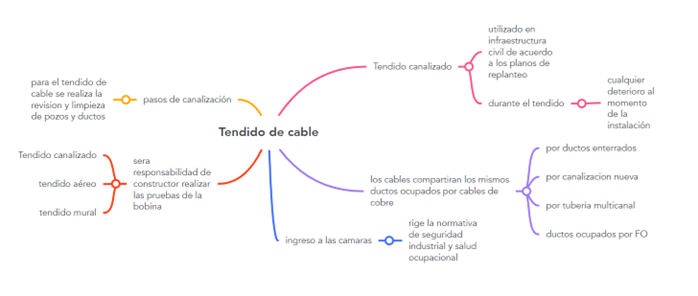 Tendido de cable
pasos de canalización
para el tendido de
cable se realiza la
revision y limpieza
de pozos y ductos
sera
responsabilidad de
constructor realizar
las pruebas de la
bobina
Tendido canalizado
tendido aéreo
tendido mural
Tendido canalizado
utilizado en
infraestructura
civil de acuerdo
a los planos de
replanteo
durante el tendido
cualquier
deterioro al
momento
de la
instalación
los cables compartiran los mismos
ductos ocupados por cables de
cobre
por ductos enterrados
por canalizacion nueva
por tuberia multicanal
ductos ocupados por FO
ingreso a las camaras
rige la normativa
de seguridad
industrial y salud
ocupacional